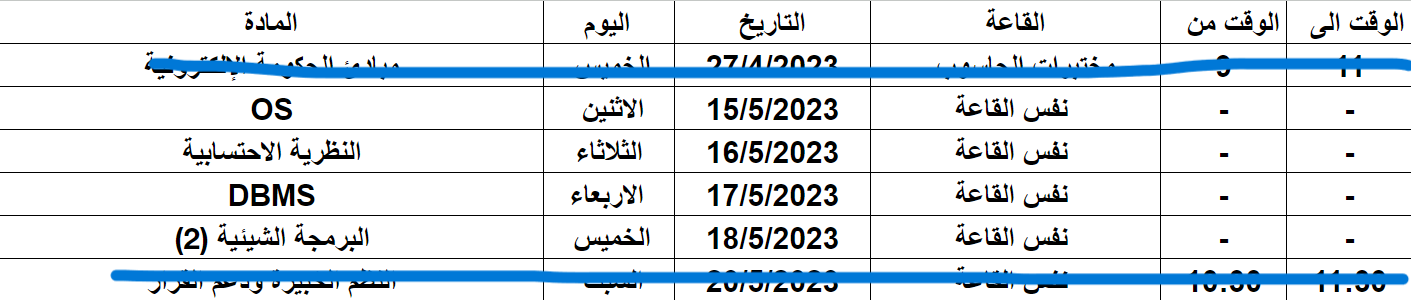 المادة اليوم التاريخ القاعة الوقت من الوقت الى
مبادئ الحكومة الإلكترونية الخميس 27/4/2023 مختبرات الحاسوب 9 11
OS الاثنين 15/5/2023 نفس القاعة - -
النظرية الاحتسابية الثلاثاء 16/5/2023 نفس القاعة - -
DBMS الاربعاء 17/5/2023 نفس القاعة - -
البرمجة الشيئية (2) الخميس 18/5/2023 نفس القاعة - -
النظم الخبيرة ودعم القرار السبت 20/5/2023 نفس القاعة 10:30 11:30